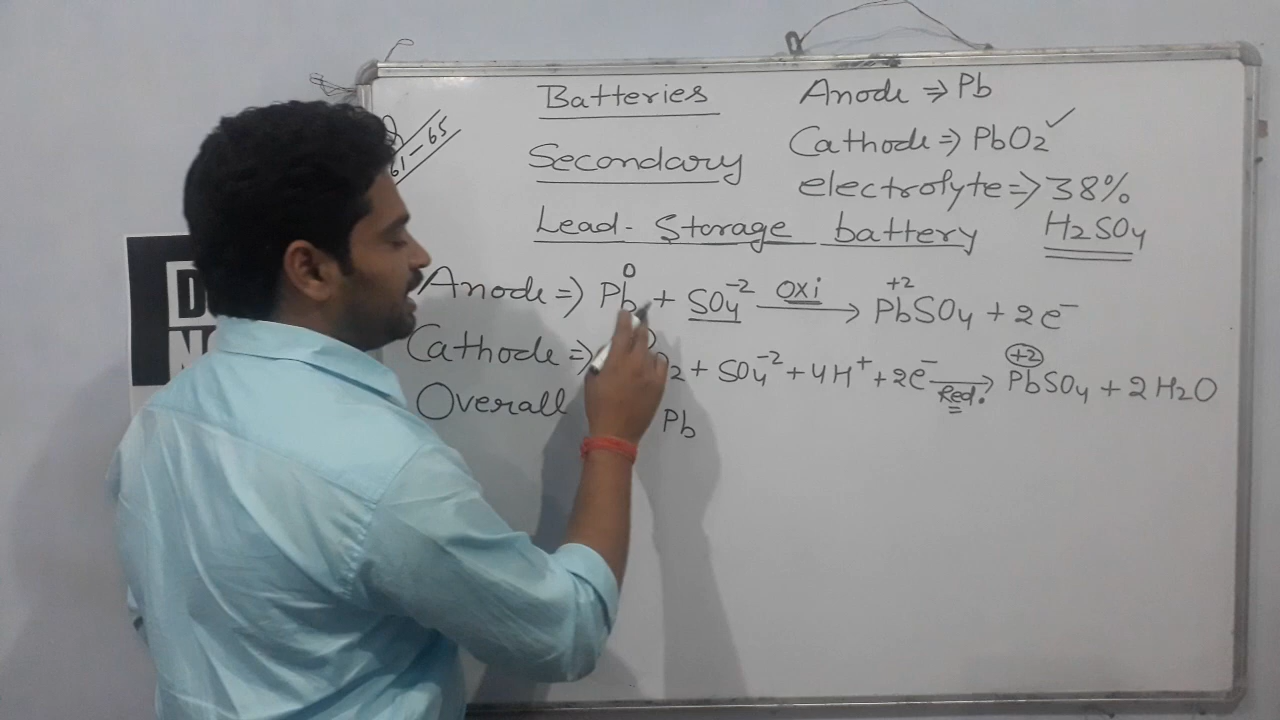 Batteries
Secondary
Lead-Storage battery
Anode ⇒ Pb
Cathode ⇒ PbO2 ✓
electrolyte ⇒ 38%
H2SO4
61-65
0
Anode ⇒ Pb + SO4⁻² oxi → PbSO4 + 2e⁻
+2
Cathode ⇒ O2 + SO4⁻² + 4H⁺ + 2e⁻ Red. → PbSO4 + 2H2O
+2
Overall Pb